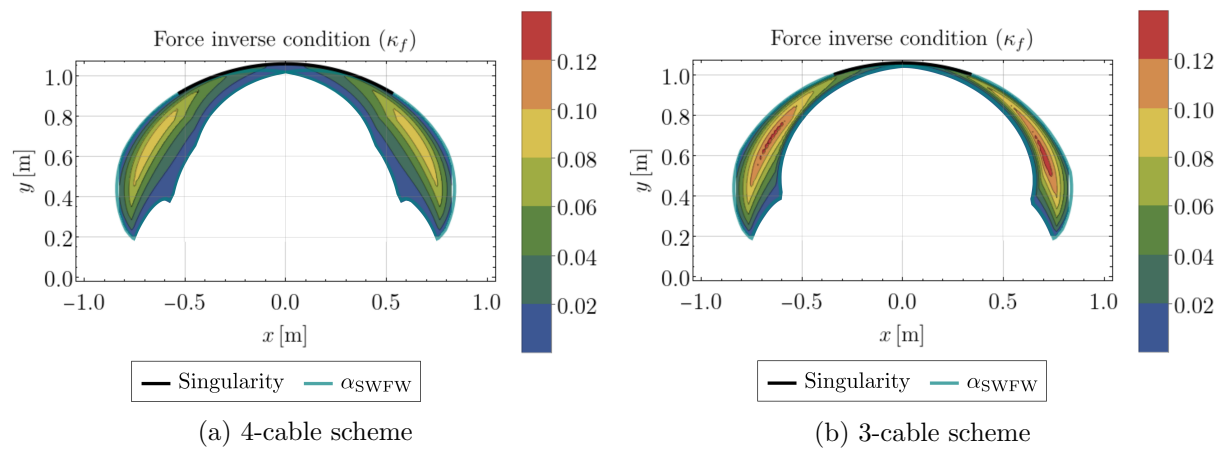 Force inverse condition (κf)
y [m]
1.0
0.8
0.6
0.4
0.2
0.0
−1.0 −0.5 0.0 0.5 1.0
x [m]
0.12
0.10
0.08
0.06
0.04
0.02
Singularity αSWFW
(a) 4-cable scheme
Force inverse condition (κf)
y [m]
1.0
0.8
0.6
0.4
0.2
0.0
−1.0 −0.5 0.0 0.5 1.0
x [m]
0.12
0.10
0.08
0.06
0.04
0.02
Singularity αSWFW
(b) 3-cable scheme